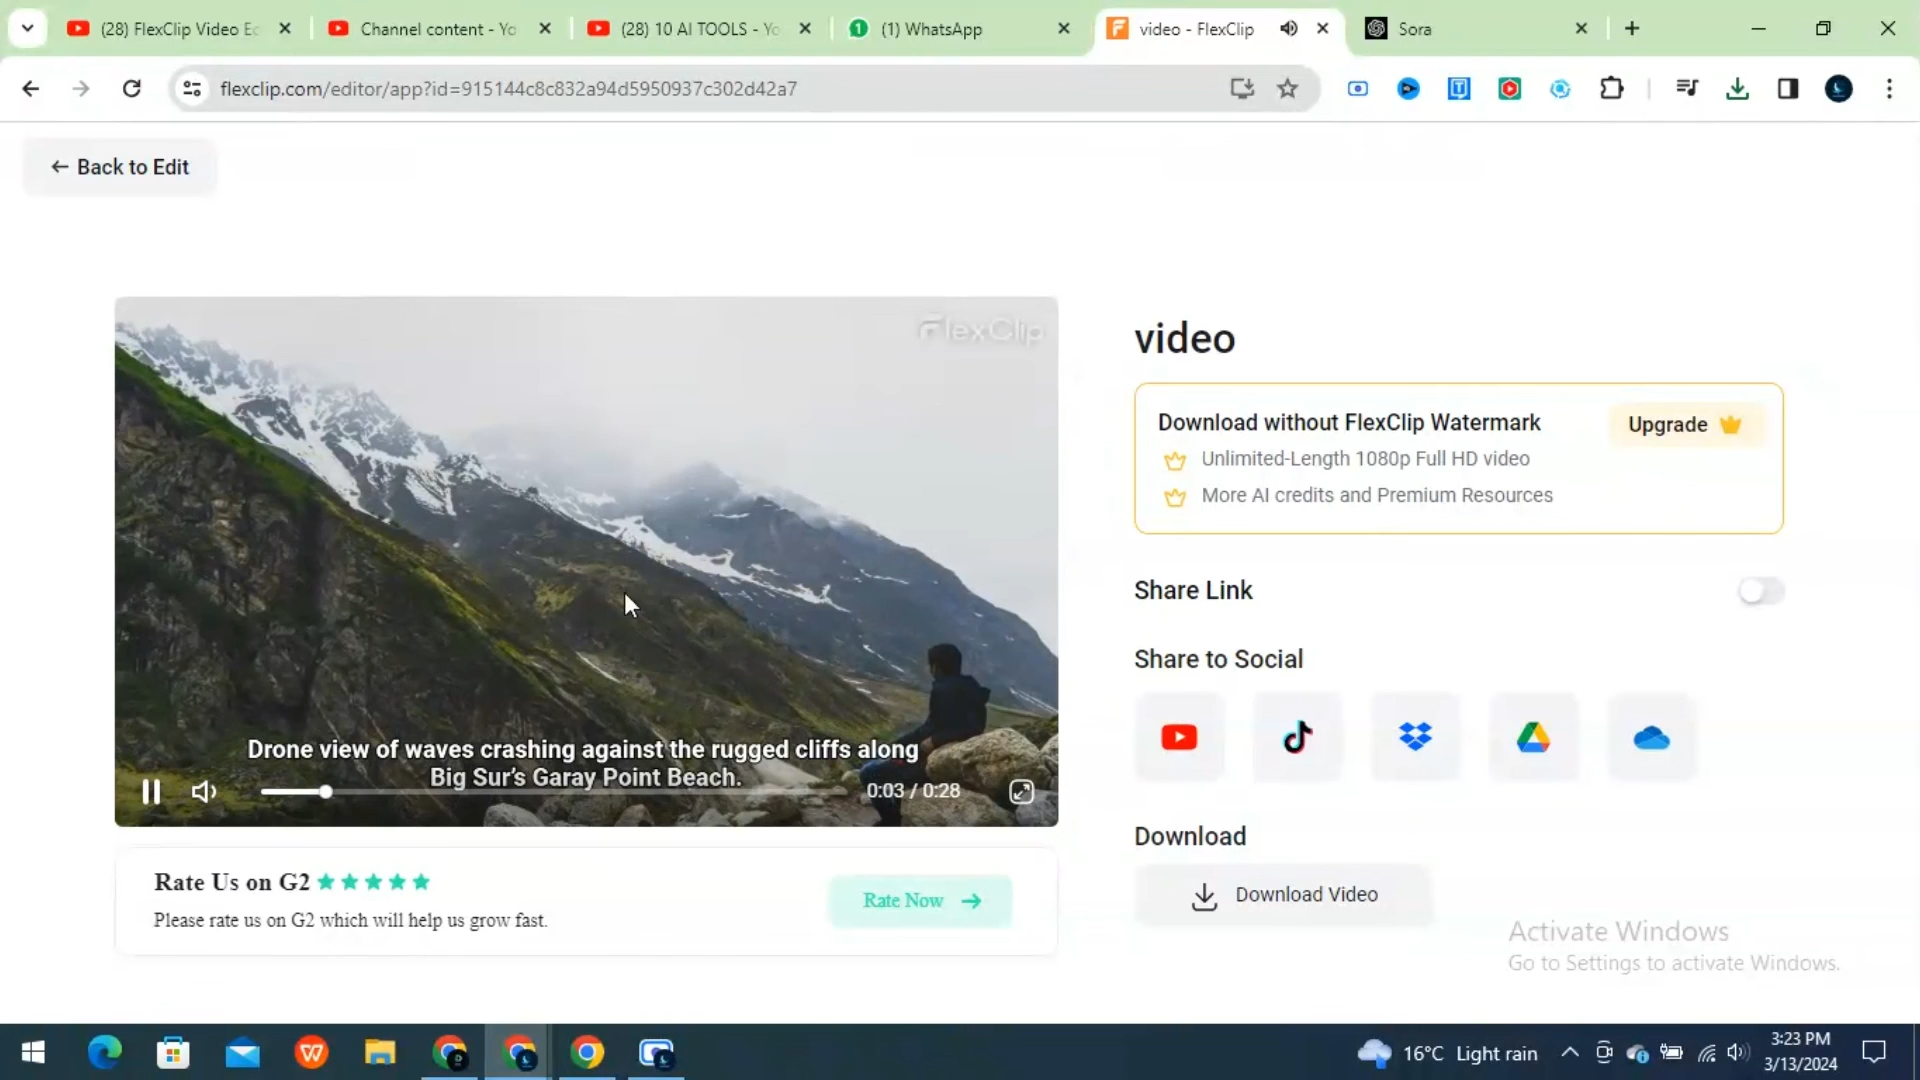 (28) FlexClip Video Ec
Channel content - Yo
(28) 10 AI TOOLS - Yo
1
(1) WhatsApp
video - FlexClip
Sora
flexclip.com/editor/app?id=915144c8c832a94d5950937c302d42a7
Back to Edit
FlexClip
Drone view of waves crashing against the rugged cliffs along
Big Sur’s Garay Point Beach.
0:03 / 0:28
Rate Us on G2
Please rate us on G2 which will help us grow fast.
Rate Now
video
Download without FlexClip Watermark
Upgrade
Unlimited-Length 1080p Full HD video
More AI credits and Premium Resources
Share Link
Share to Social
Download
Download Video
Activate Windows
Go to Settings to activate Windows.
16°C Light rain
3:23 PM
3/13/2024